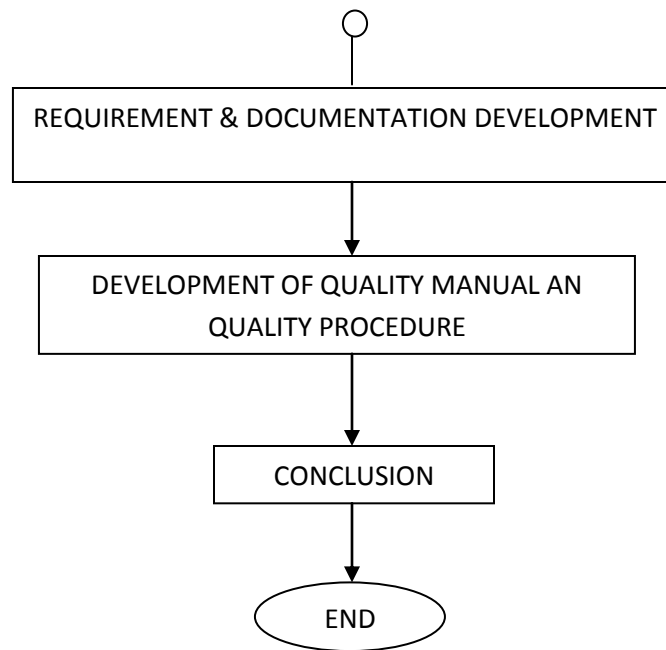 REQUIREMENT & DOCUMENTATION DEVELOPMENT
DEVELOPMENT OF QUALITY MANUAL AN
QUALITY PROCEDURE
CONCLUSION
END